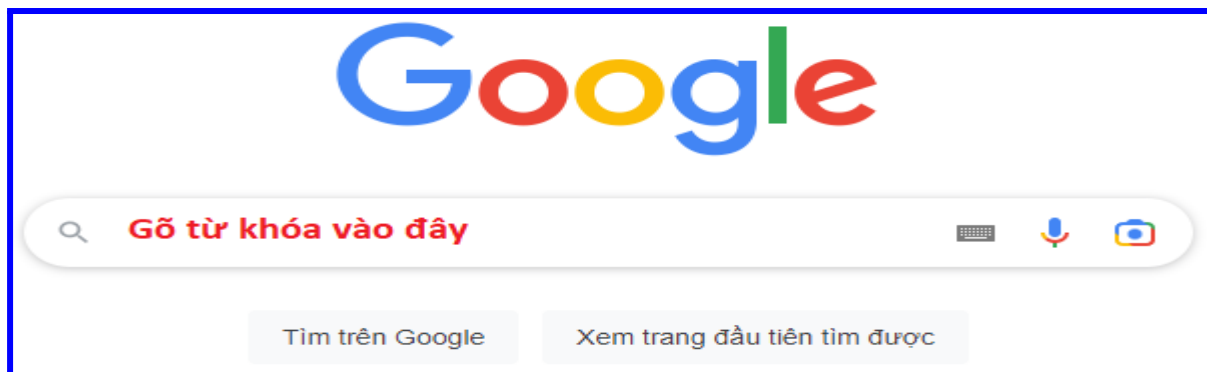 Google
Gõ từ khóa vào đây
Tìm trên Google
Xem trang đầu tiên tìm được